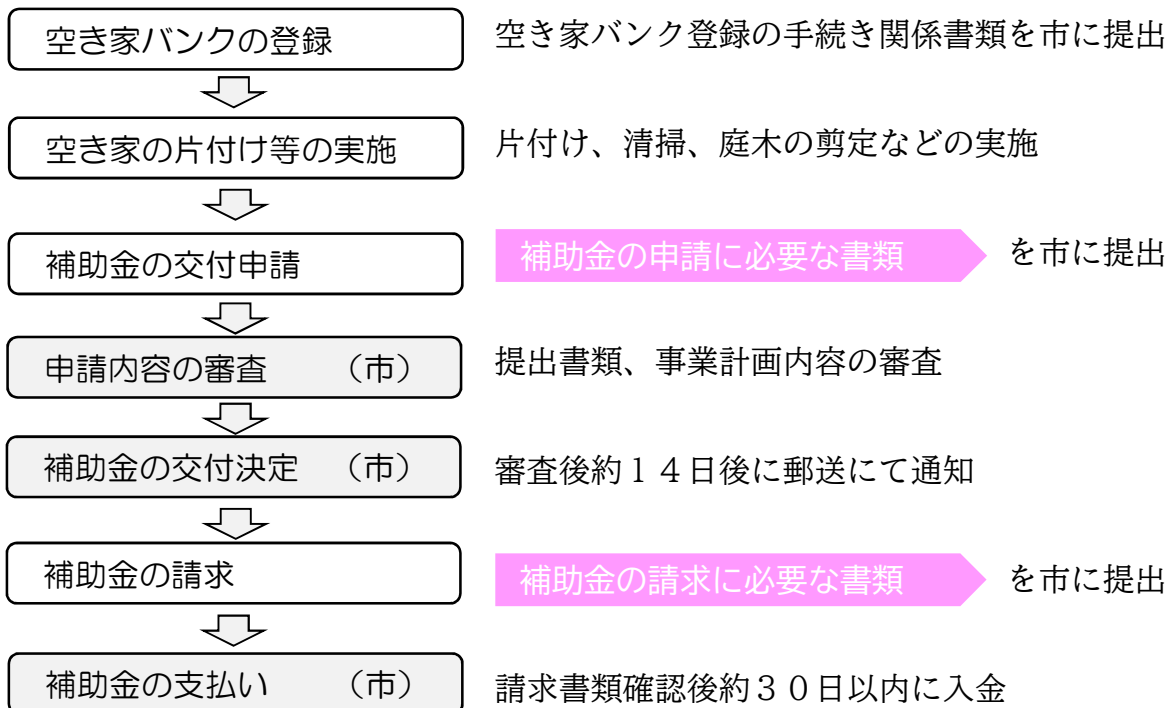 空き家バンクの登録 空き家バンク登録の手続き関係書類を市に提出
空き家の片付け等の実施 片付け、清掃、庭木の剪定などの実施
補助金の交付申請 補助金の申請に必要な書類 を市に提出
申請内容の審査 （市） 提出書類、事業計画内容の審査
補助金の交付決定 （市） 審査後約１４日後に郵送にて通知
補助金の請求 補助金の請求に必要な書類 を市に提出
補助金の支払い （市） 請求書類確認後約３０日以内に入金